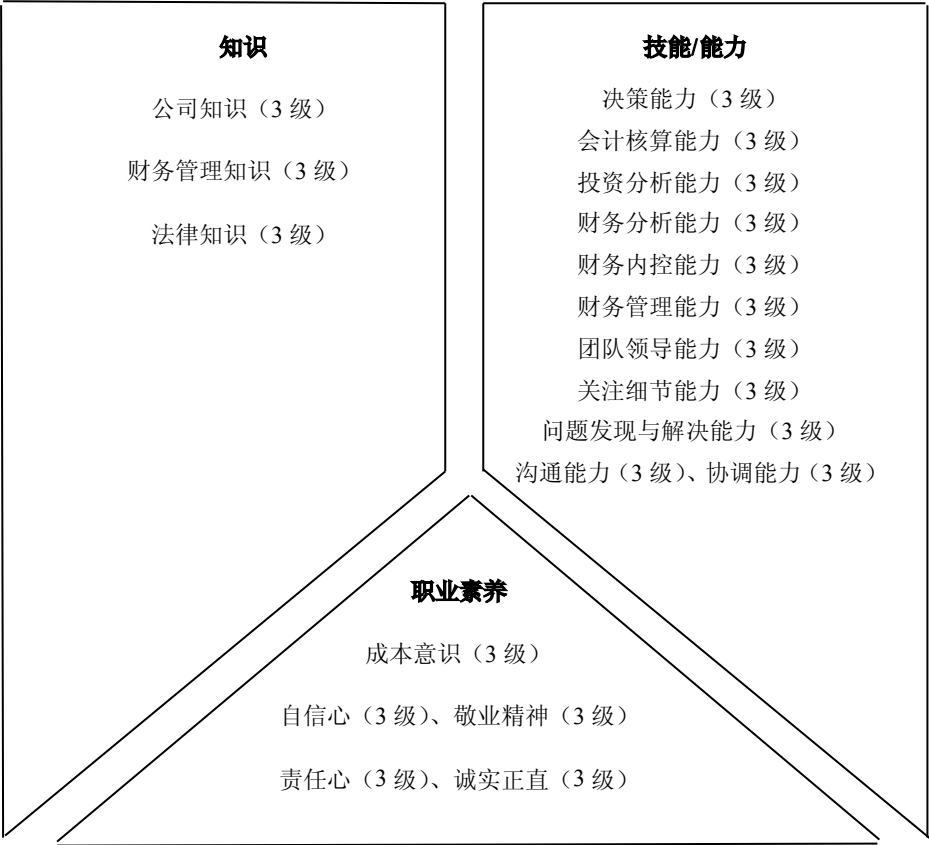 知识
公司知识（3 级）
财务管理知识（3 级）
法律知识（3 级）
技能/能力
决策能力（3 级）
会计核算能力（3 级）
投资分析能力（3 级）
财务分析能力（3 级）
财务内控能力（3 级）
财务管理能力（3 级）
团队领导能力（3 级）
关注细节能力（3 级）
问题发现与解决能力（3 级）
沟通能力（3 级）、协调能力（3 级）
职业素养
成本意识（3 级）
自信心（3 级）、敬业精神（3 级）
责任心（3 级）、诚实正直（3 级）